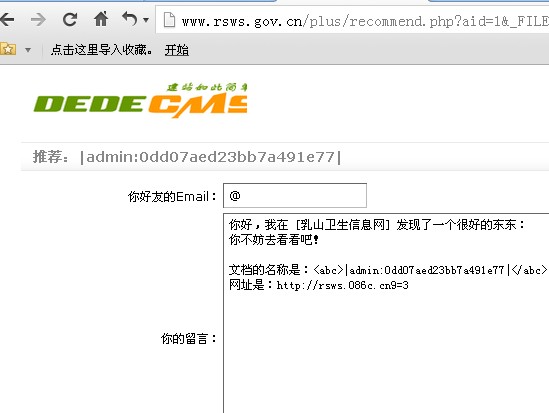 www.rsws.gov.cn/plus/recommend.php?aid=1&_FILE
点击这里导入收藏。 开始
建站如此简单
DEDECMS
推荐：|admin:0dd07aed23bb7a491e77|
你好友的Email： @
你好，我在 [乳山卫生信息网] 发现了一个很好的东东：
你不妨去看看吧！
文档的名称是：<abc>|admin:0dd07aed23bb7a491e77|</abc>
网址是：http://rsws.086c.cn9=3
你的留言：